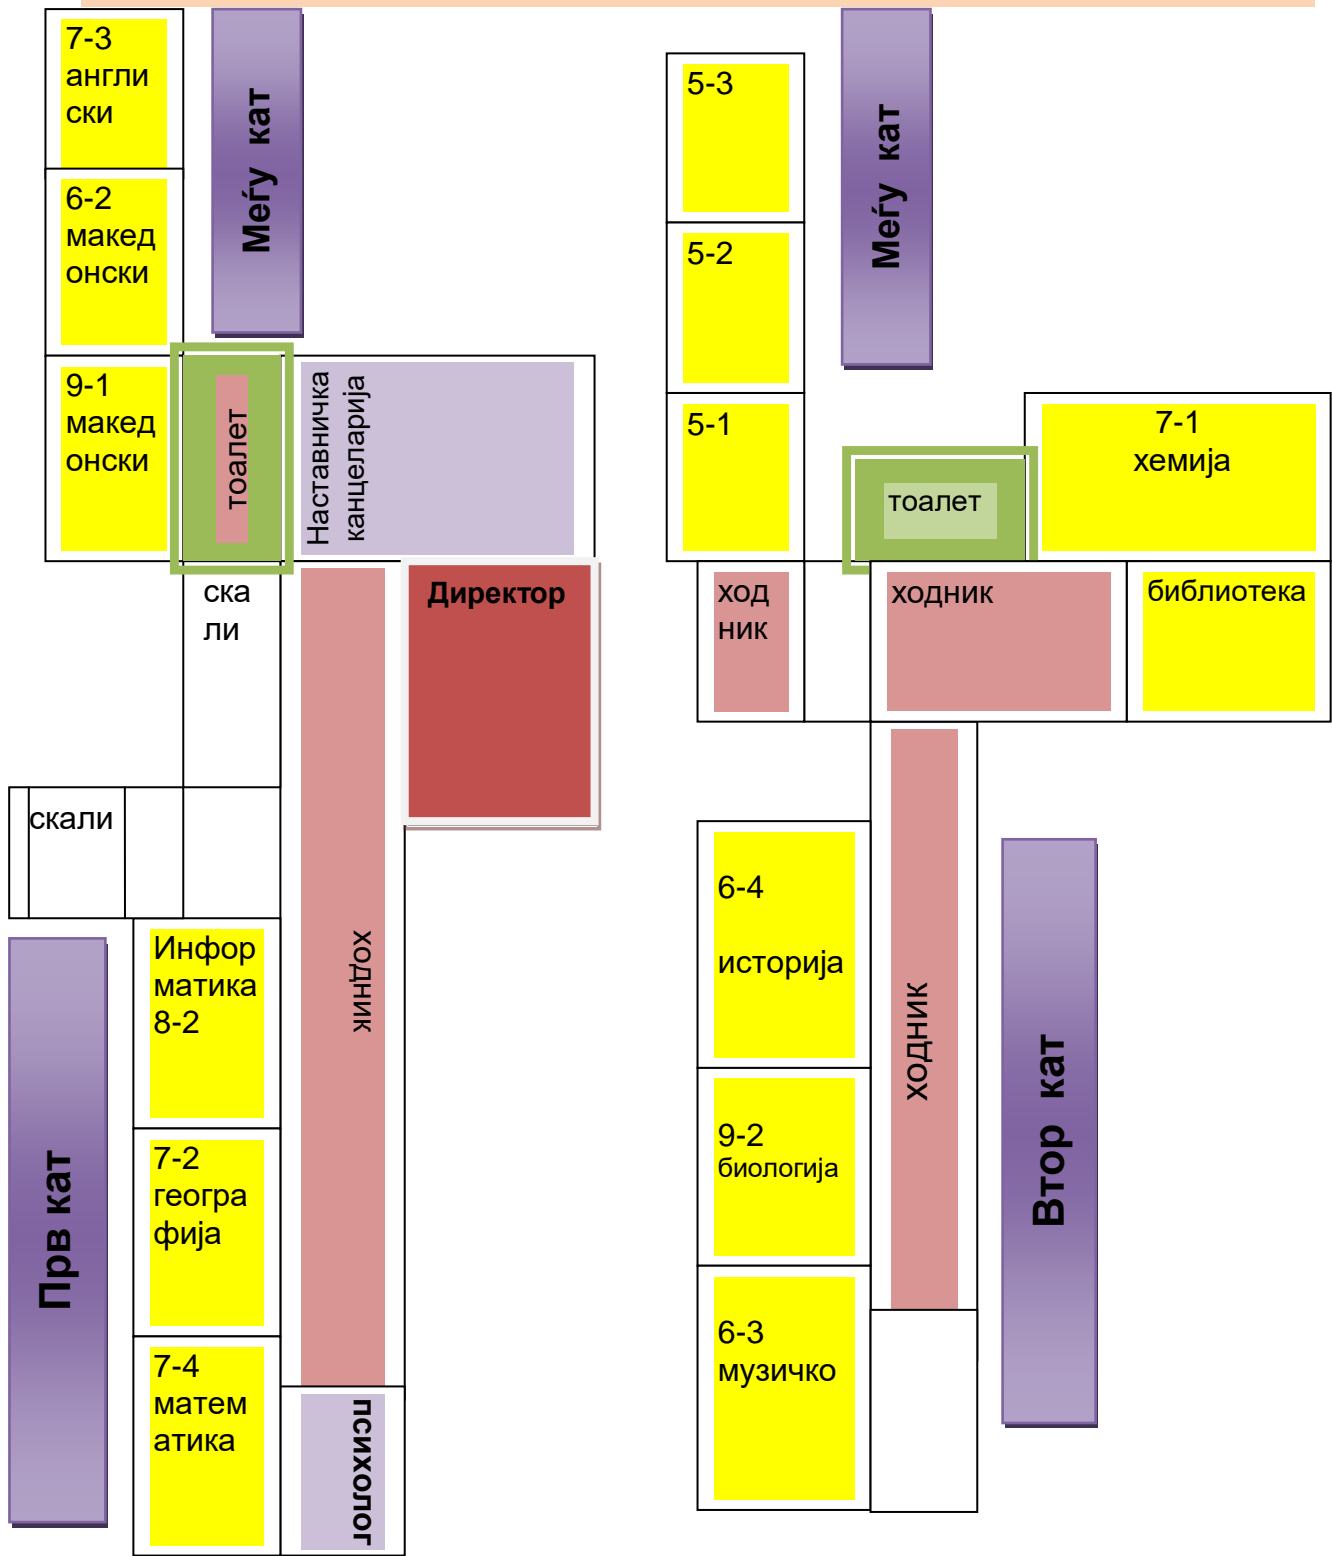 7-3
англи
ски
Меѓу кат
6-2
макед
онски
9-1
макед
онски
тоалет
Наставничка
канцеларија
ска
ли
Директор
скали
ходник
Инфор
матика
8-2
7-2
геогра
фија
7-4
матем
атика
психолог
Прв кат
5-3
Меѓу кат
5-2
5-1
7-1
хемија
тоалет
ход
ник
ходник
библиотека
6-4
историја
ходник
9-2
биологија
6-3
музичко
Втор кат